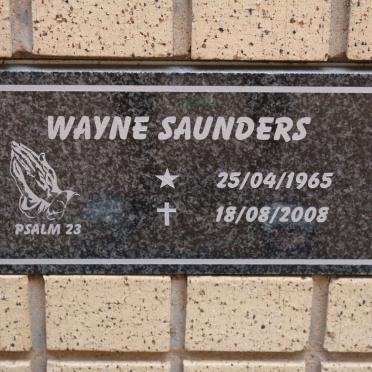 WAYNE SAUNDERS
25/04/1965
18/08/2008
PSALM 23